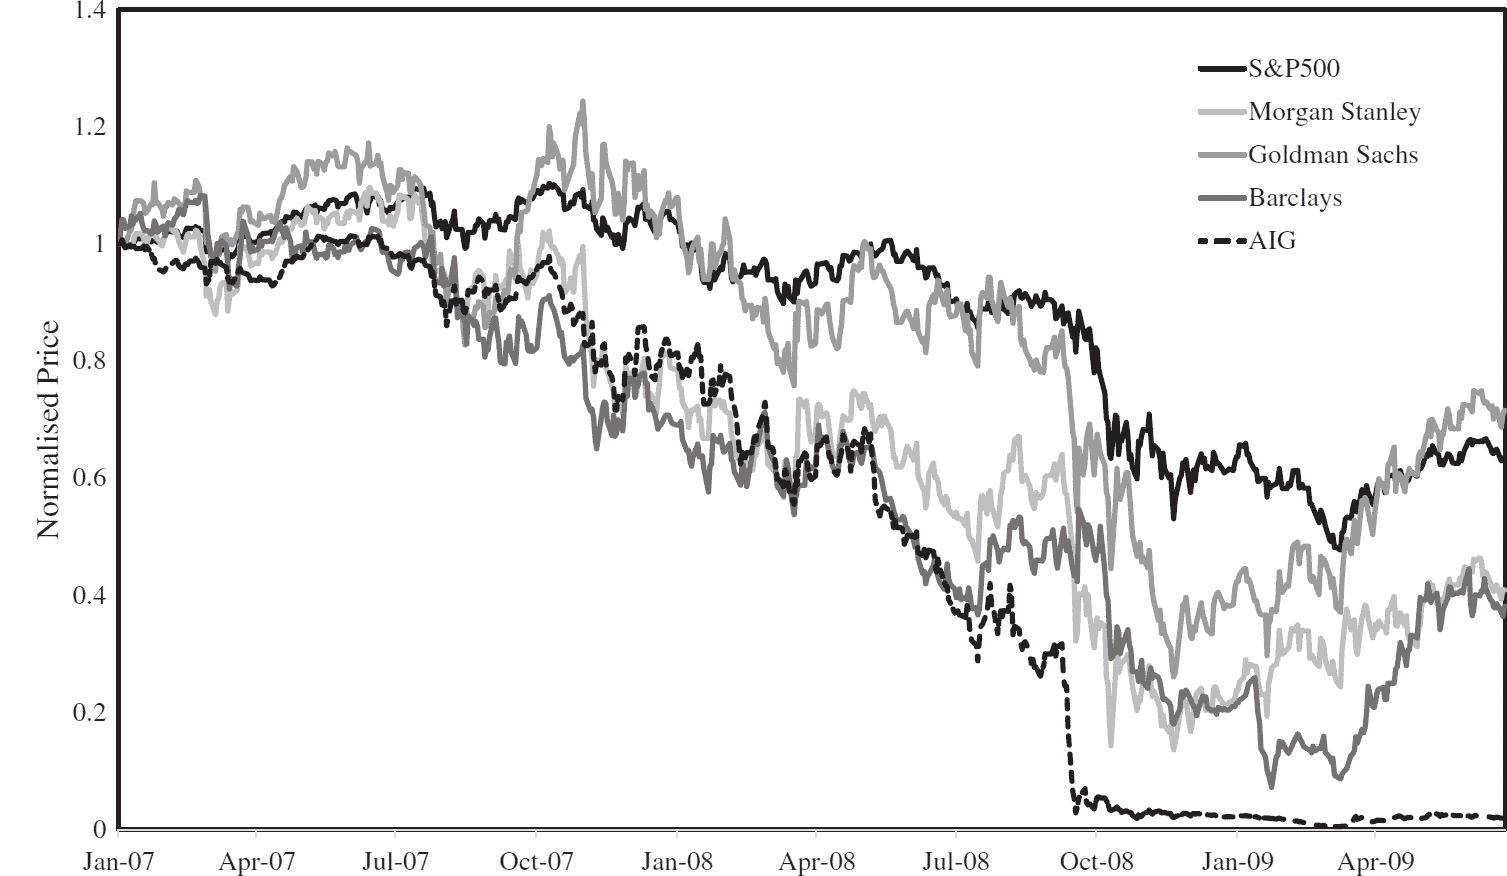 1.4
1.2
1
0.8
0.6
0.4
0.2
0
Normalised Price
S&P500
Morgan Stanley
Goldman Sachs
Barclays
AIG
Jan-07 Apr-07 Jul-07 Oct-07 Jan-08 Apr-08 Jul-08 Oct-08 Jan-09 Apr-09